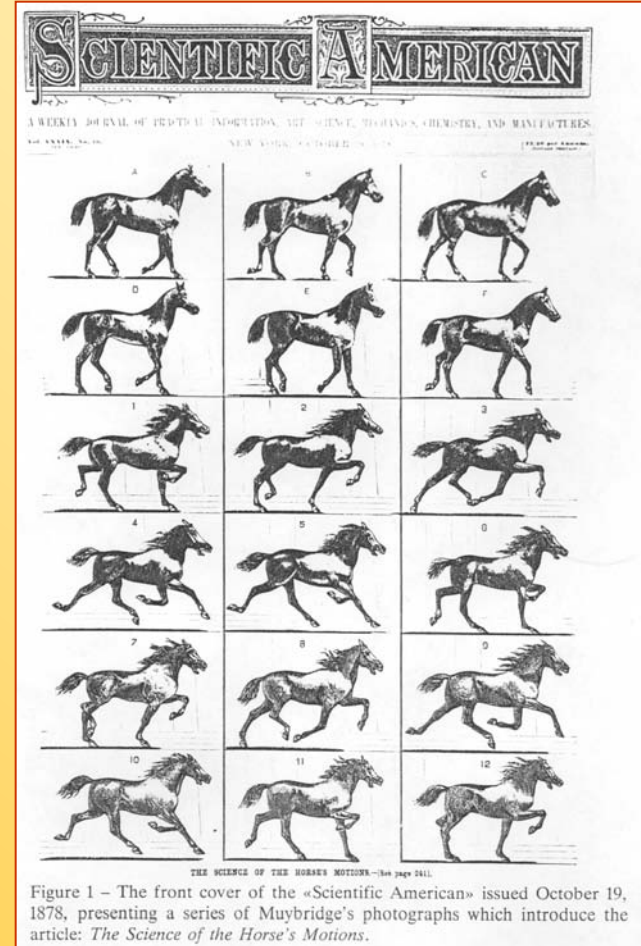 SCIENTIFIC AMERICAN
A WEEKLY JOURNAL OF PRACTICAL INFORMATION, ART, SCIENCE, MECHANICS, CHEMISTRY, AND MANUFACTURES.
NEW YORK, OCTOBER
A B C
D E F
1 2 3
4 5 6
7 8 9
10 11 12
THE SCIENCE OF THE HORSE'S MOTIONS.—[See page 241].
Figure 1 – The front cover of the «Scientific American» issued October 19,
1878, presenting a series of Muybridge's photographs which introduce the
article: The Science of the Horse's Motions.